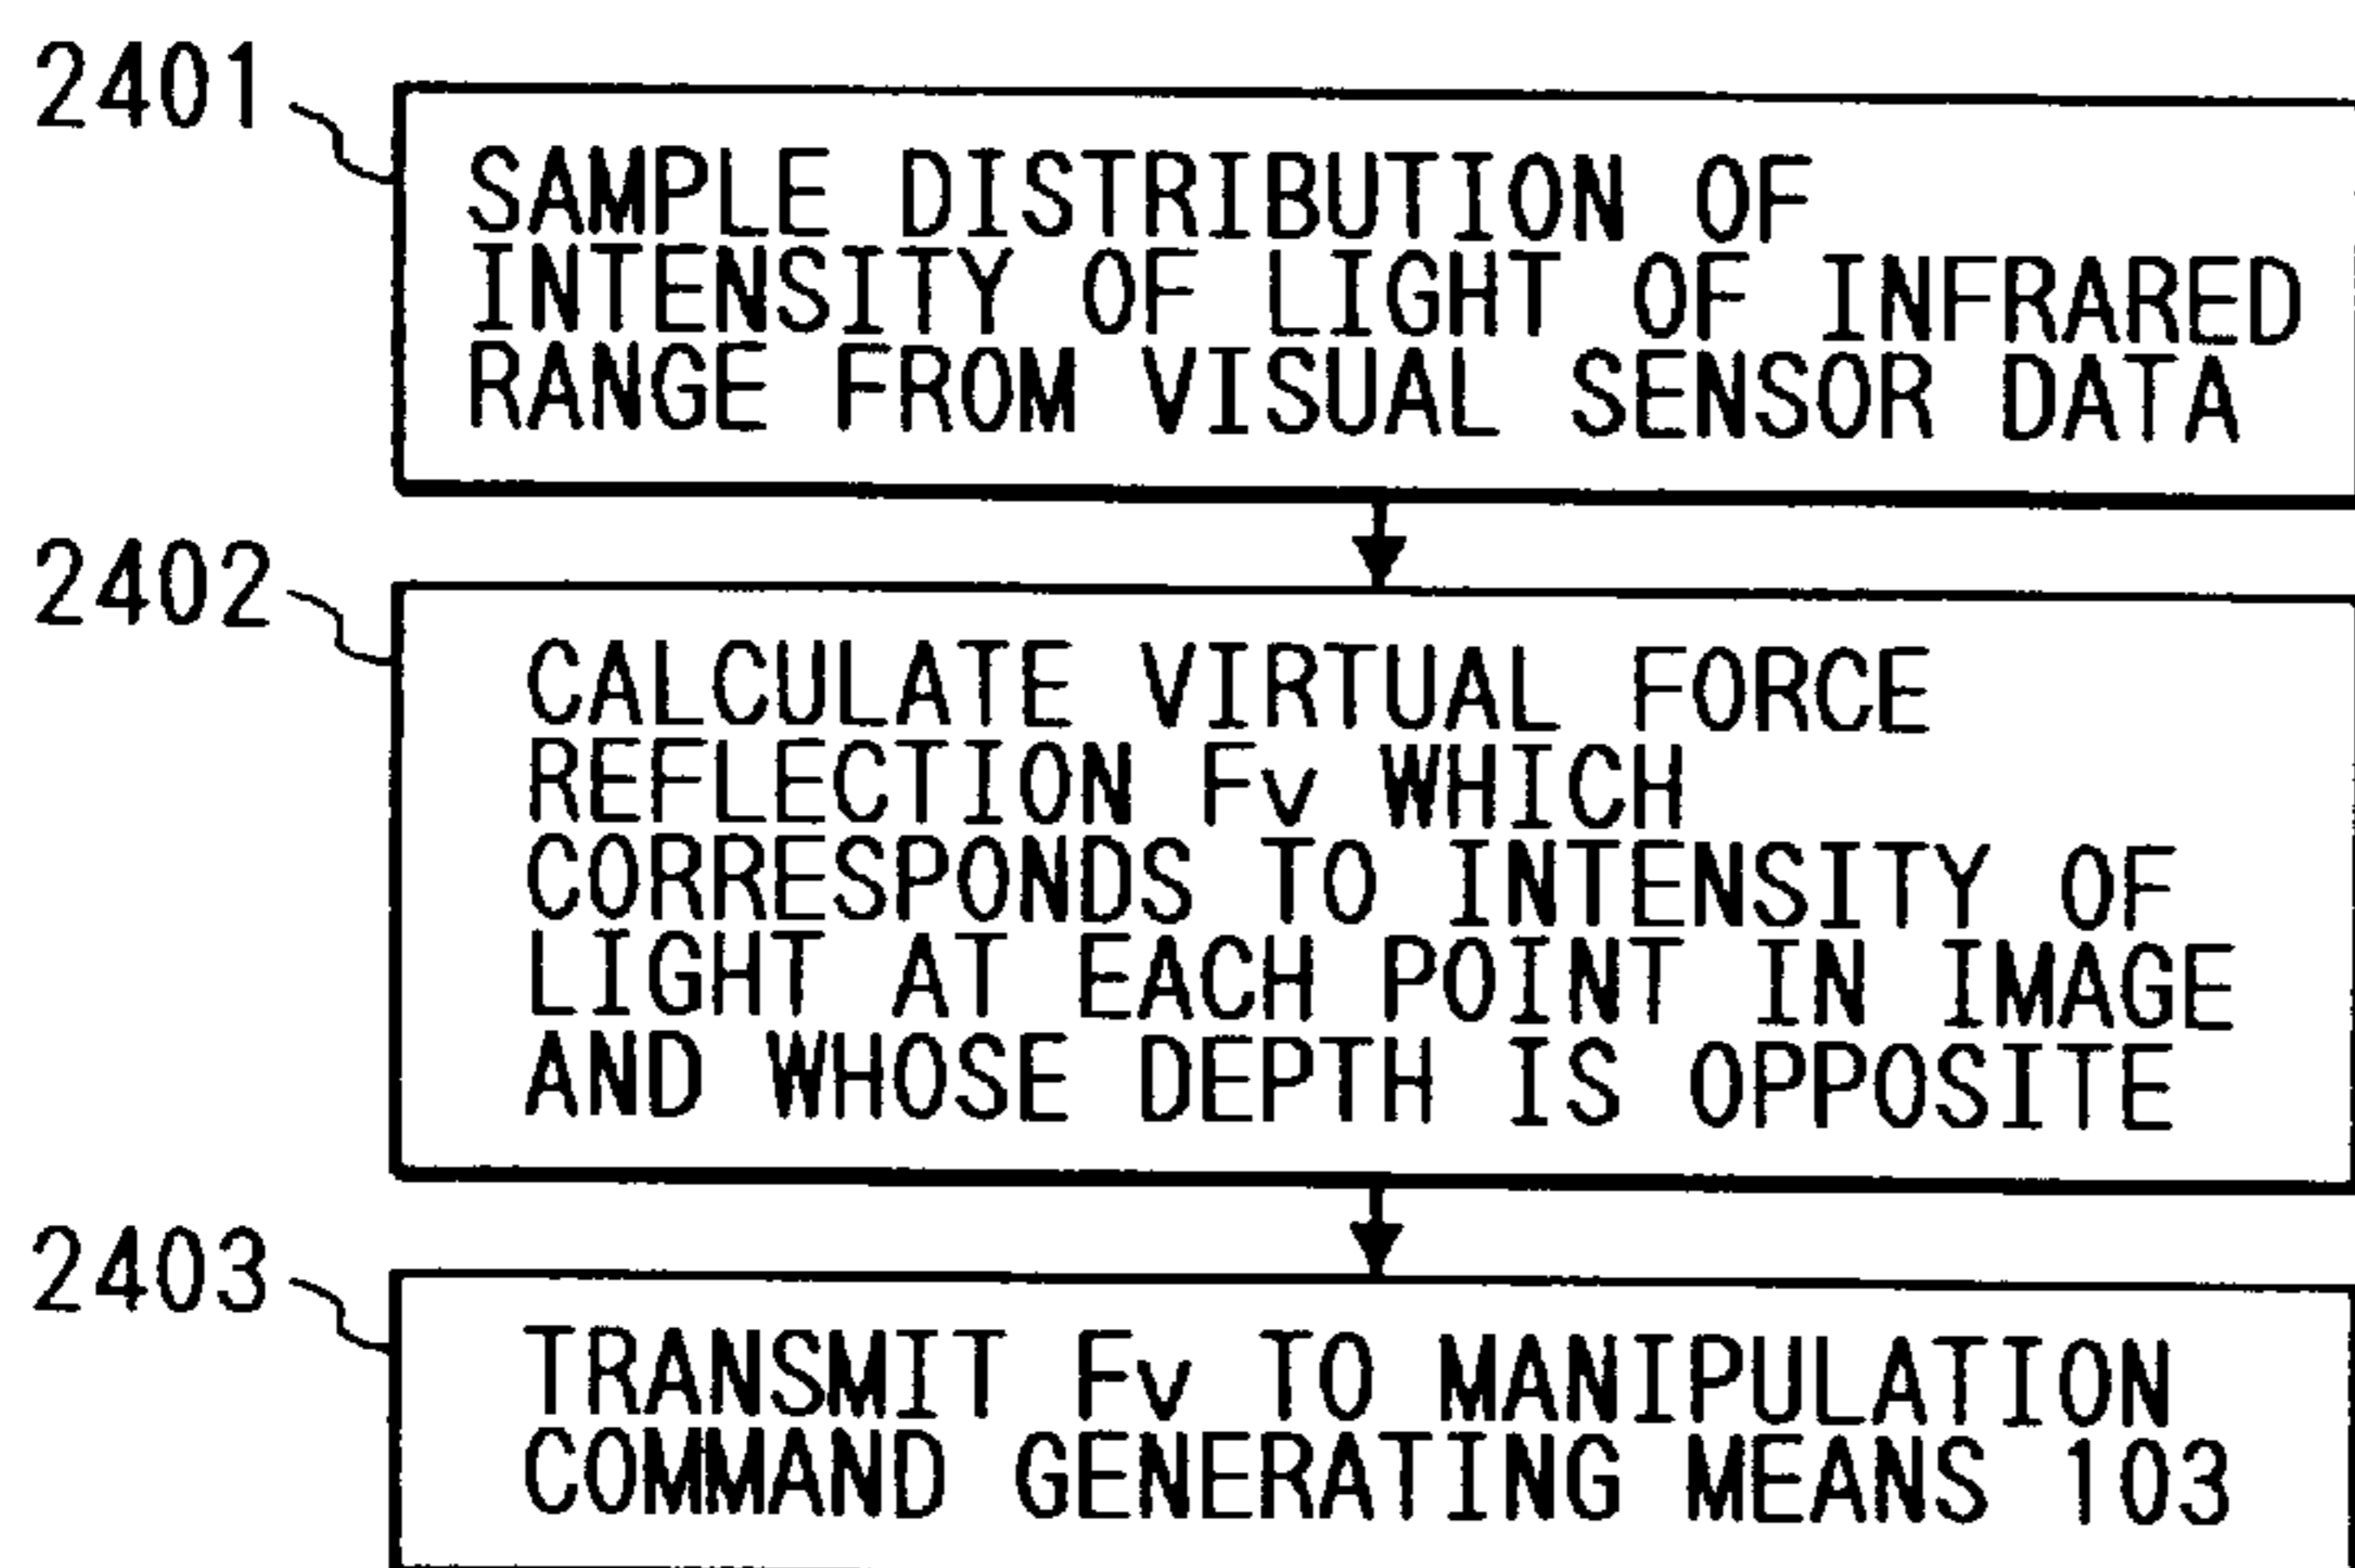 2401
SAMPLE DISTRIBUTION OF
INTENSITY OF LIGHT OF INFRARED
RANGE FROM VISUAL SENSOR DATA
2402
CALCULATE VIRTUAL FORCE
REFLECTION Fv WHICH
CORRESPONDS TO INTENSITY OF
LIGHT AT EACH POINT IN IMAGE
AND WHOSE DEPTH IS OPPOSITE
2403
TRANSMIT Fv TO MANIPULATION
COMMAND GENERATING MEANS 103